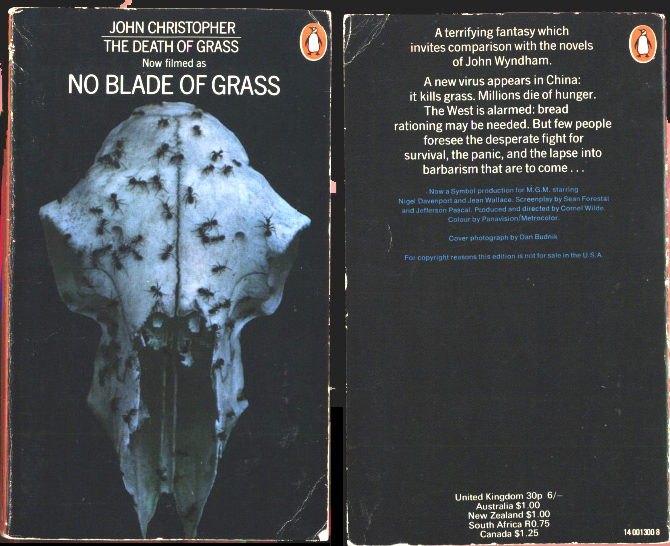 JOHN CHRISTOPHER
THE DEATH OF GRASS
Now filmed as
NO BLADE OF GRASS
A terrifying fantasy which
invites comparison with the novels
of John Wyndham.
A new virus appears in China:
it kills grass. Millions die of hunger.
The West is alarmed: bread
rationing may be needed. But few people
foresee the desperate fight for
survival, the panic, and the lapse into
barbarism that are to come . . .
Now a Symbol production for M.G.M. starring
Nigel Davenport and Jean Wallace. Screenplay by Sean Forestal
and Jefferson Pascal. Produced and directed by Cornel Wilde.
Colour by Panavision/Metrocolor.
Cover photograph by Dan Budnik
For copyright reasons this edition is not for sale in the U.S.A.
United Kingdom 30p 6/–
Australia $1.00
New Zealand $1.00
South Africa R0.75
Canada $1.25
14 001300 8